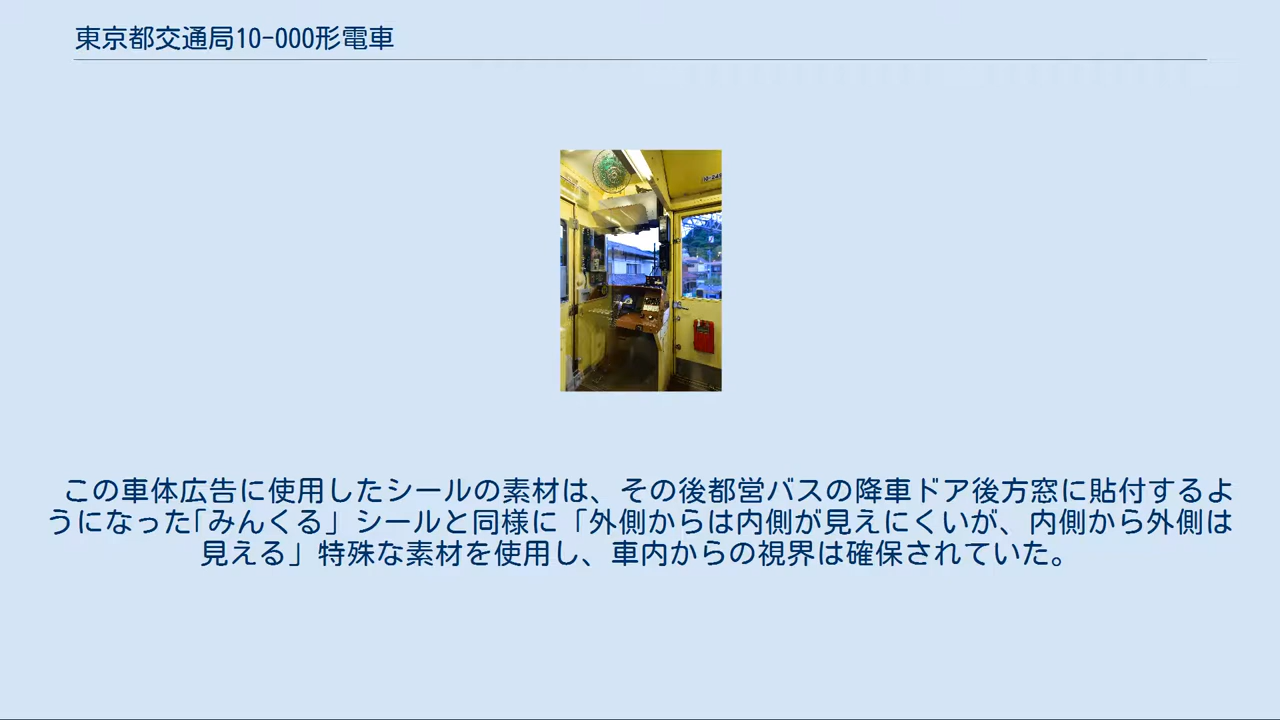 東京都交通局10-000形電車
この車体広告に使用したシールの素材は、その後都営バスの降車ドア後方窓に貼付するよ
うになった「みんくる」シールと同様に「外側からは内側が見えにくいが、内側から外側は
見える」特殊な素材を使用し、車内からの視界は確保されていた。